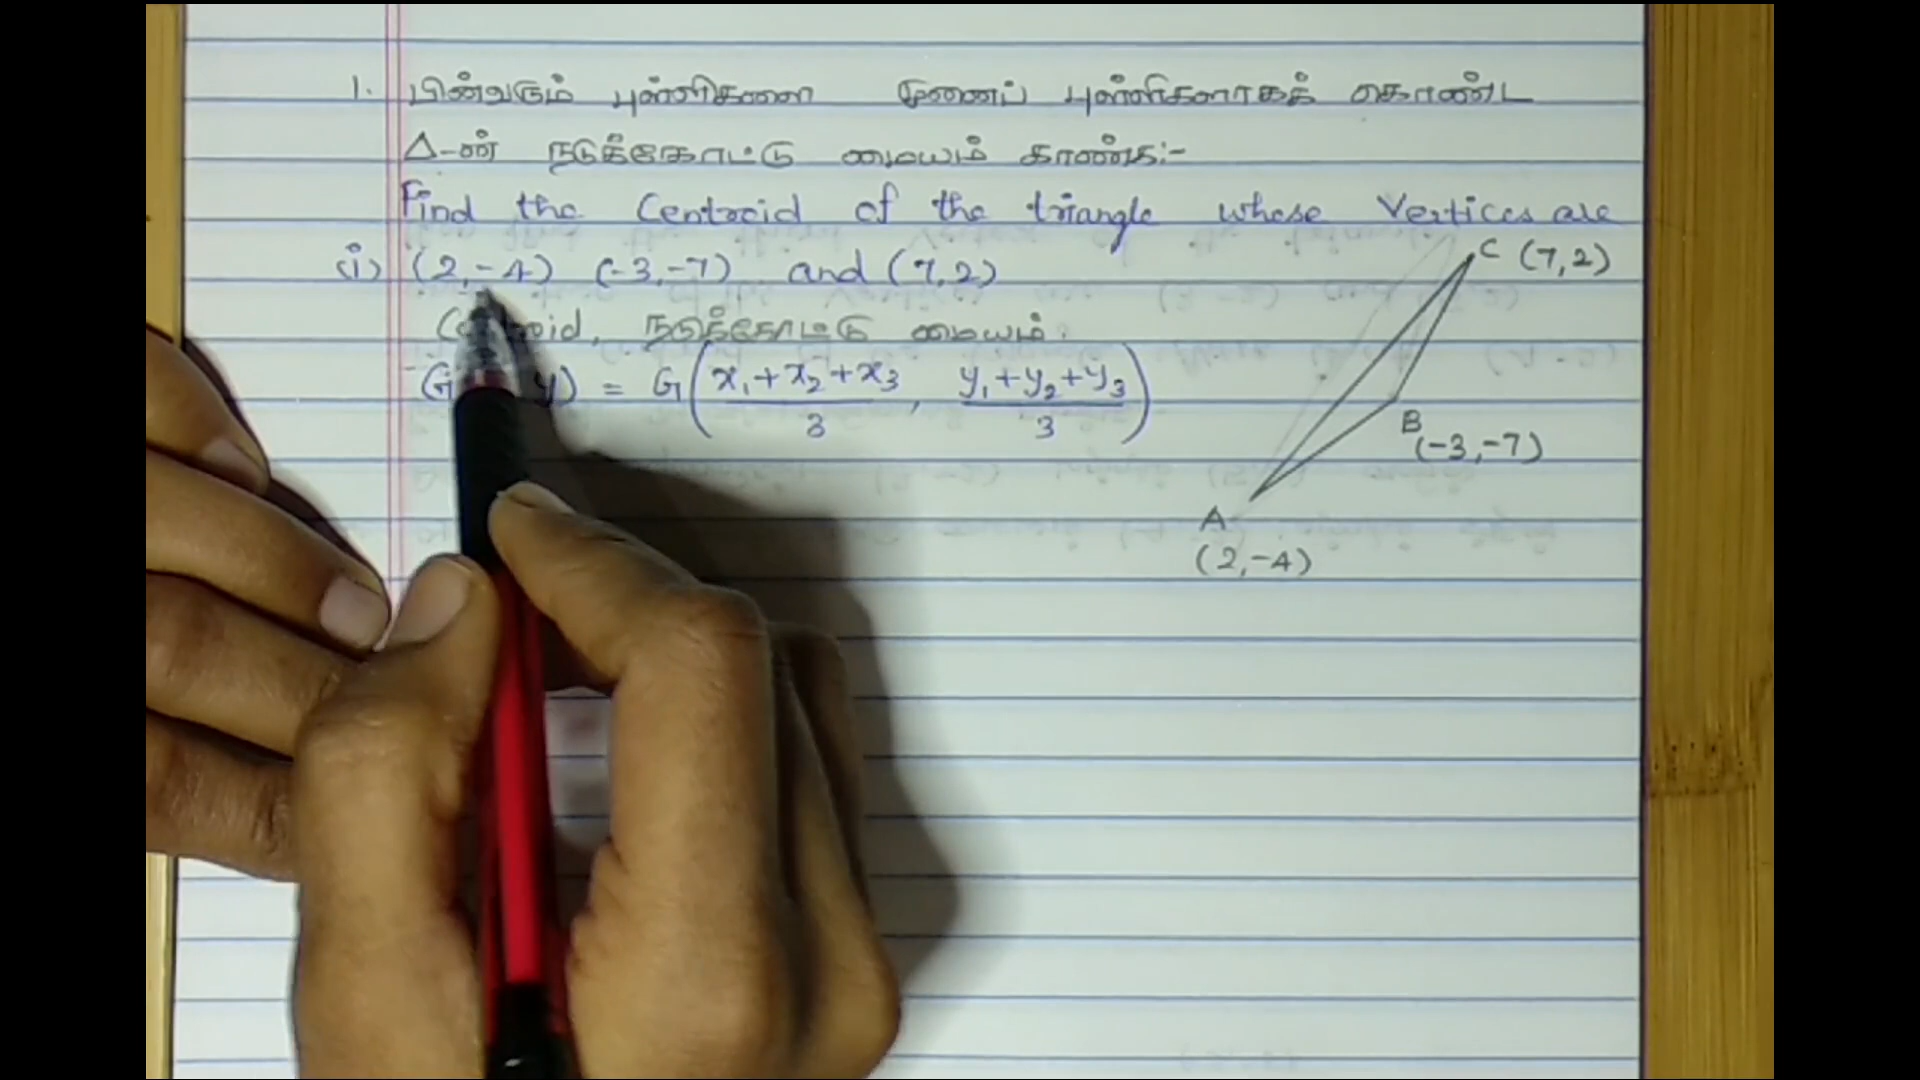 1. பின்வரும் புள்ளிகளை முனைப் புள்ளிகளாகக் கொண்ட
Δ-ன் நடுக்கோட்டு மையம் காண்க:-
Find the Centroid of the triangle whose Vertices are
(i) (2,-4) (-3,-7) and (7,2)
நடுக்கோட்டு மையம்.
G y) = G( x₁+x₂+x₃/3 , y₁+y₂+y₃/3 )
C (7,2)
B
(-3,-7)
A
(2,-4)